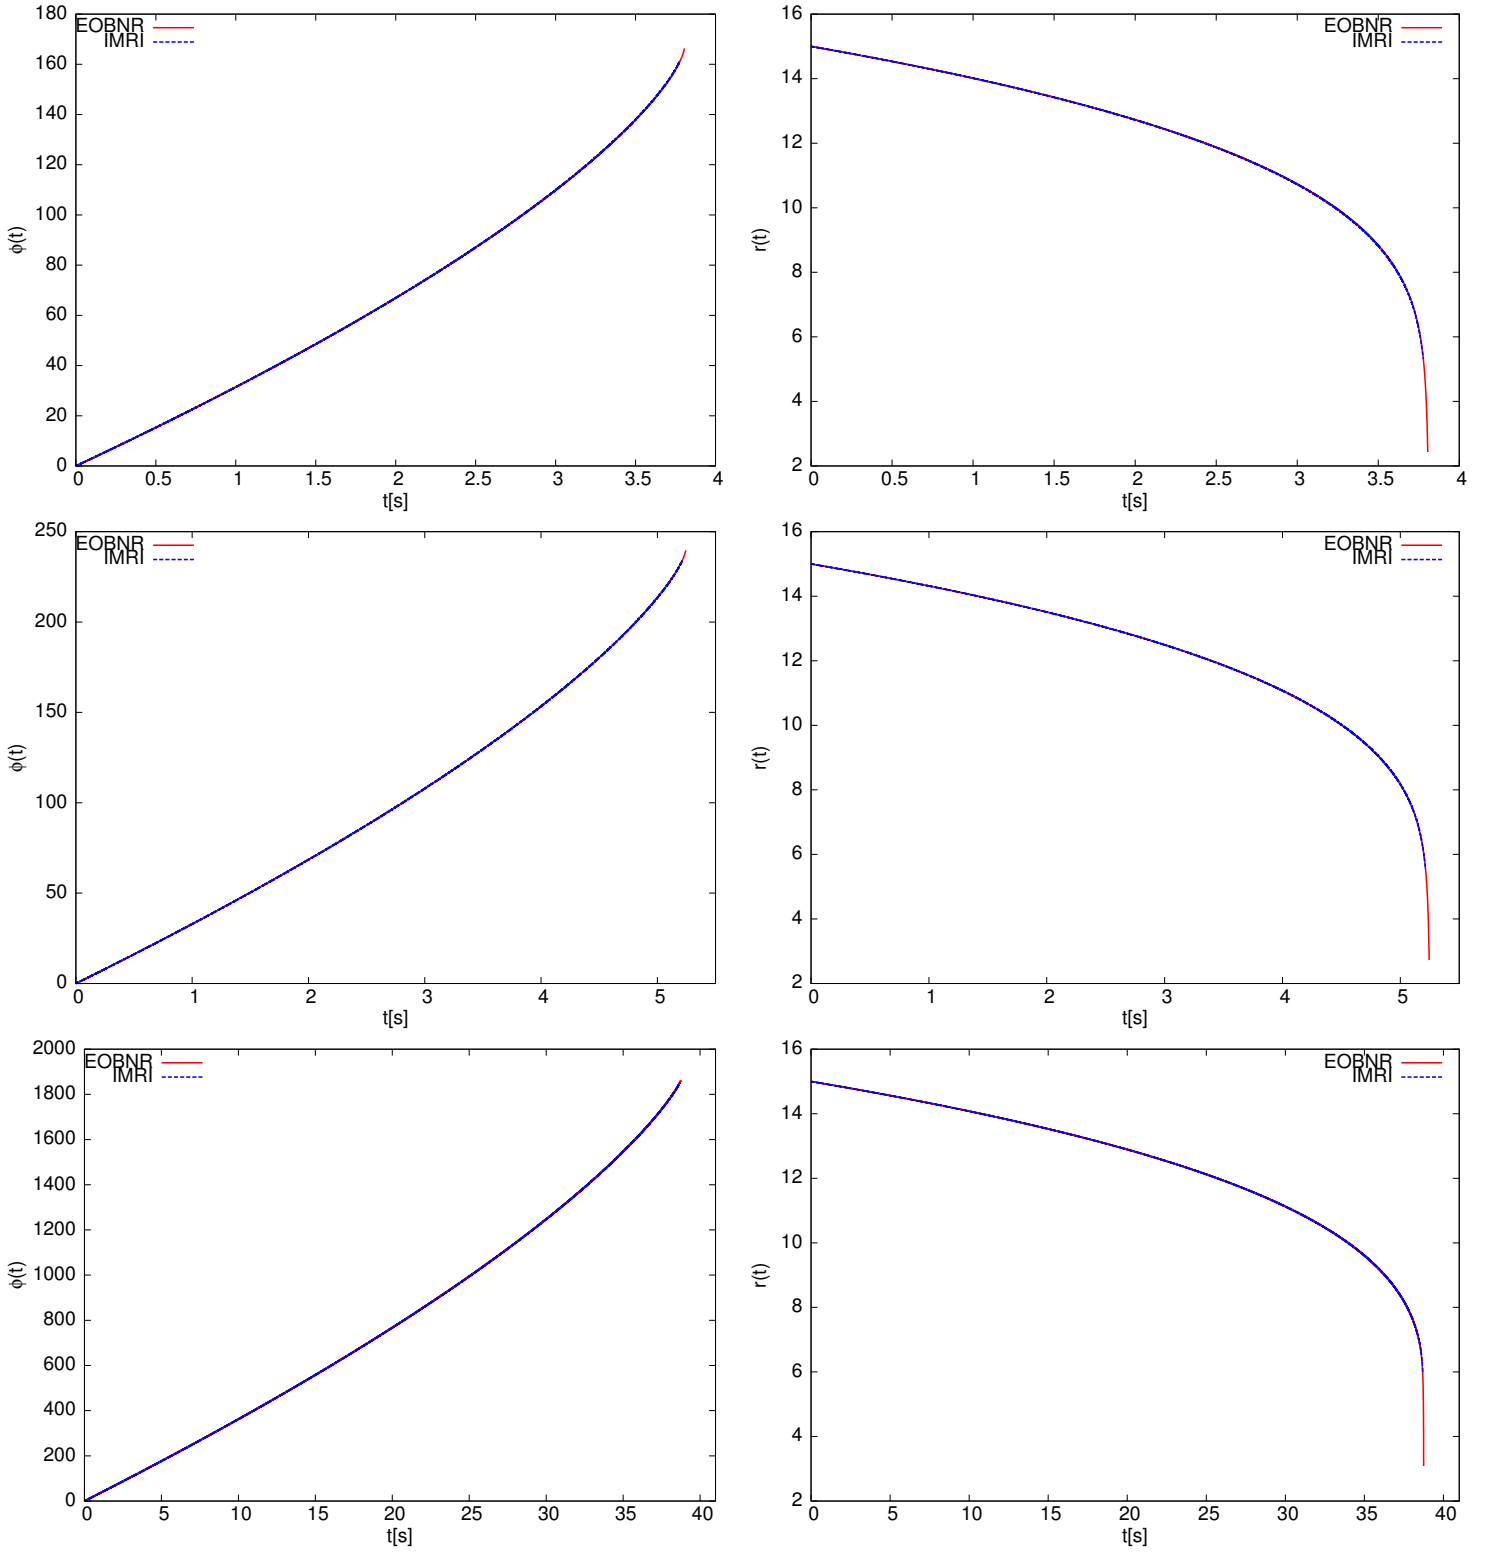 EOBNR
IMRI
180
160
140
120
100
80
60
40
20
0
ϕ(t)
0 0.5 1 1.5 2 2.5 3 3.5 4
t[s]
EOBNR
IMRI
16
14
12
10
8
6
4
2
r(t)
0 0.5 1 1.5 2 2.5 3 3.5 4
t[s]
EOBNR
IMRI
250
200
150
100
50
0
ϕ(t)
0 1 2 3 4 5
t[s]
EOBNR
IMRI
16
14
12
10
8
6
4
2
r(t)
0 1 2 3 4 5
t[s]
EOBNR
IMRI
2000
1800
1600
1400
1200
1000
800
600
400
200
0
ϕ(t)
0 5 10 15 20 25 30 35 40
t[s]
EOBNR
IMRI
16
14
12
10
8
6
4
2
r(t)
0 5 10 15 20 25 30 35 40
t[s]